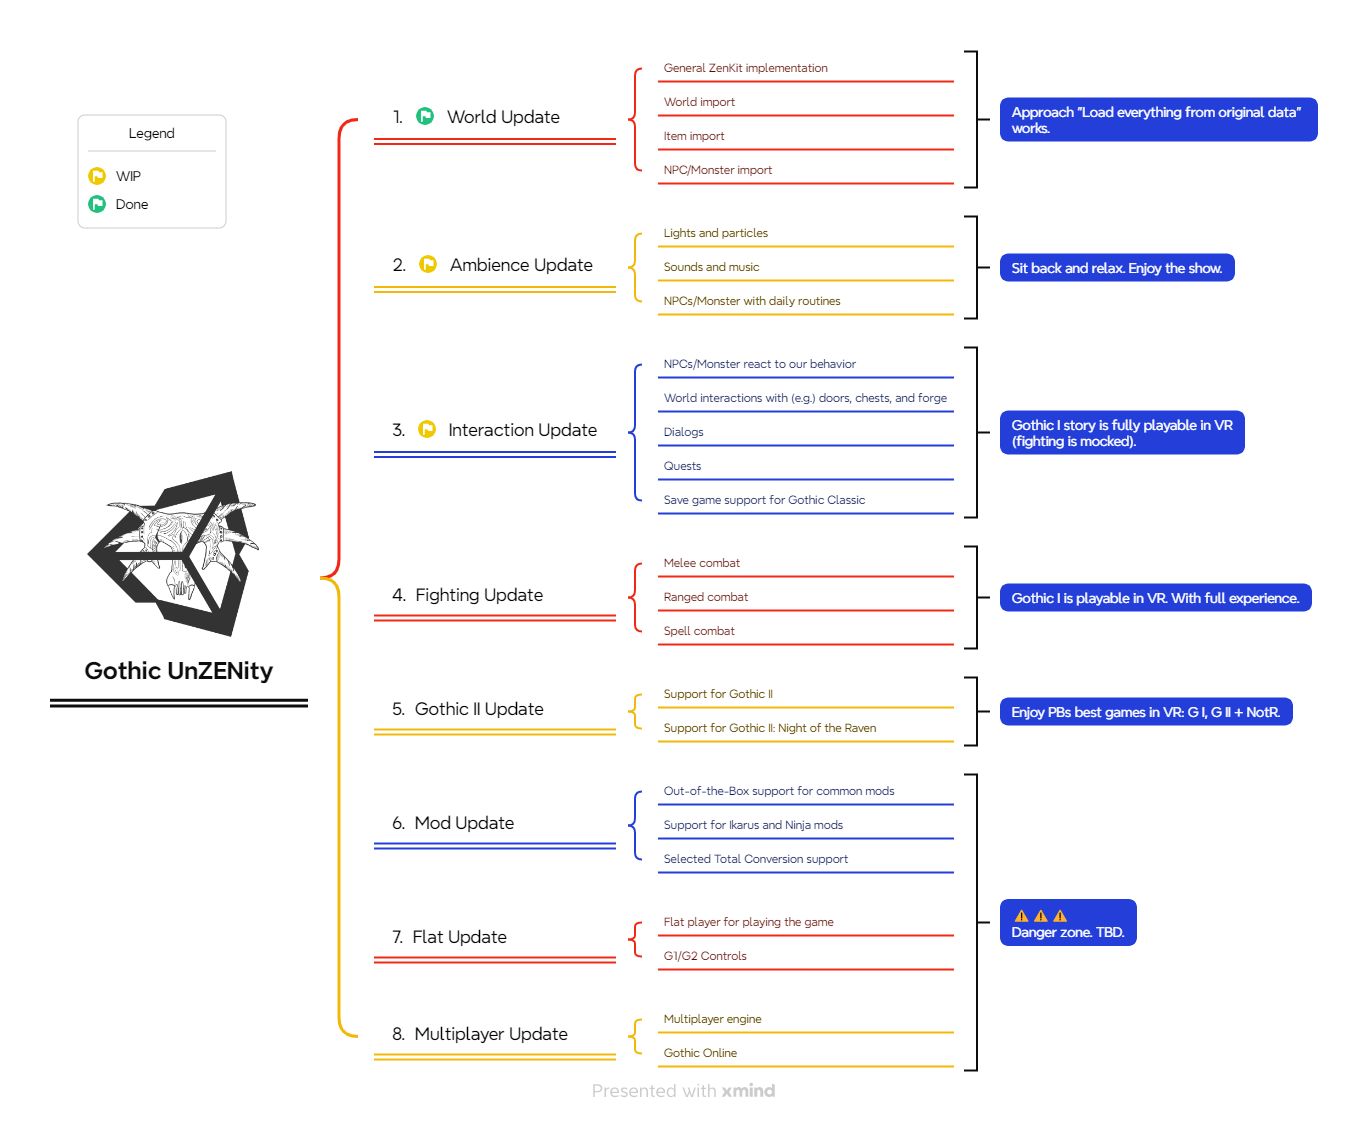 Legend
WIP
Done
Gothic UnZENity
1. World Update
General ZenKit implementation
World import
Item import
NPC/Monster import
Approach "Load everything from original data"
works.
2. Ambience Update
Lights and particles
Sounds and music
NPCs/Monster with daily routines
Sit back and relax. Enjoy the show.
3. Interaction Update
NPCs/Monster react to our behavior
World interactions with (e.g.) doors, chests, and forge
Dialogs
Quests
Save game support for Gothic Classic
Gothic I story is fully playable in VR
(fighting is mocked).
4. Fighting Update
Melee combat
Ranged combat
Spell combat
Gothic I is playable in VR. With full experience.
5. Gothic II Update
Support for Gothic II
Support for Gothic II: Night of the Raven
Enjoy PBs best games in VR: G I, G II + NotR.
6. Mod Update
Out-of-the-Box support for common mods
Support for Ikarus and Ninja mods
Selected Total Conversion support
7. Flat Update
Flat player for playing the game
G1/G2 Controls
8. Multiplayer Update
Multiplayer engine
Gothic Online
Danger zone. TBD.
Presented with xmind